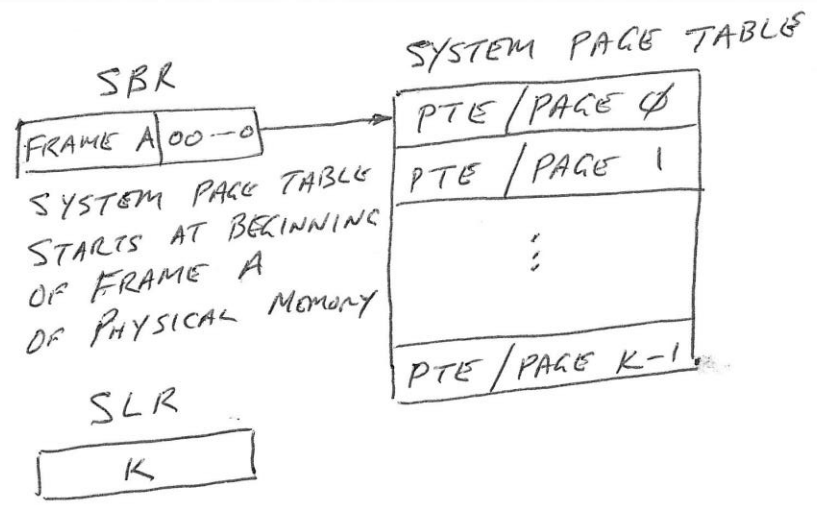 SYSTEM PAGE TABLE
SBR
FRAME A 00--0
PTE / PAGE Ø
PTE / PAGE 1
SYSTEM PAGE TABLE
STARTS AT BEGINNING
OF FRAME A
OF PHYSICAL MEMORY
⋮
PTE / PAGE K-1
SLR
K